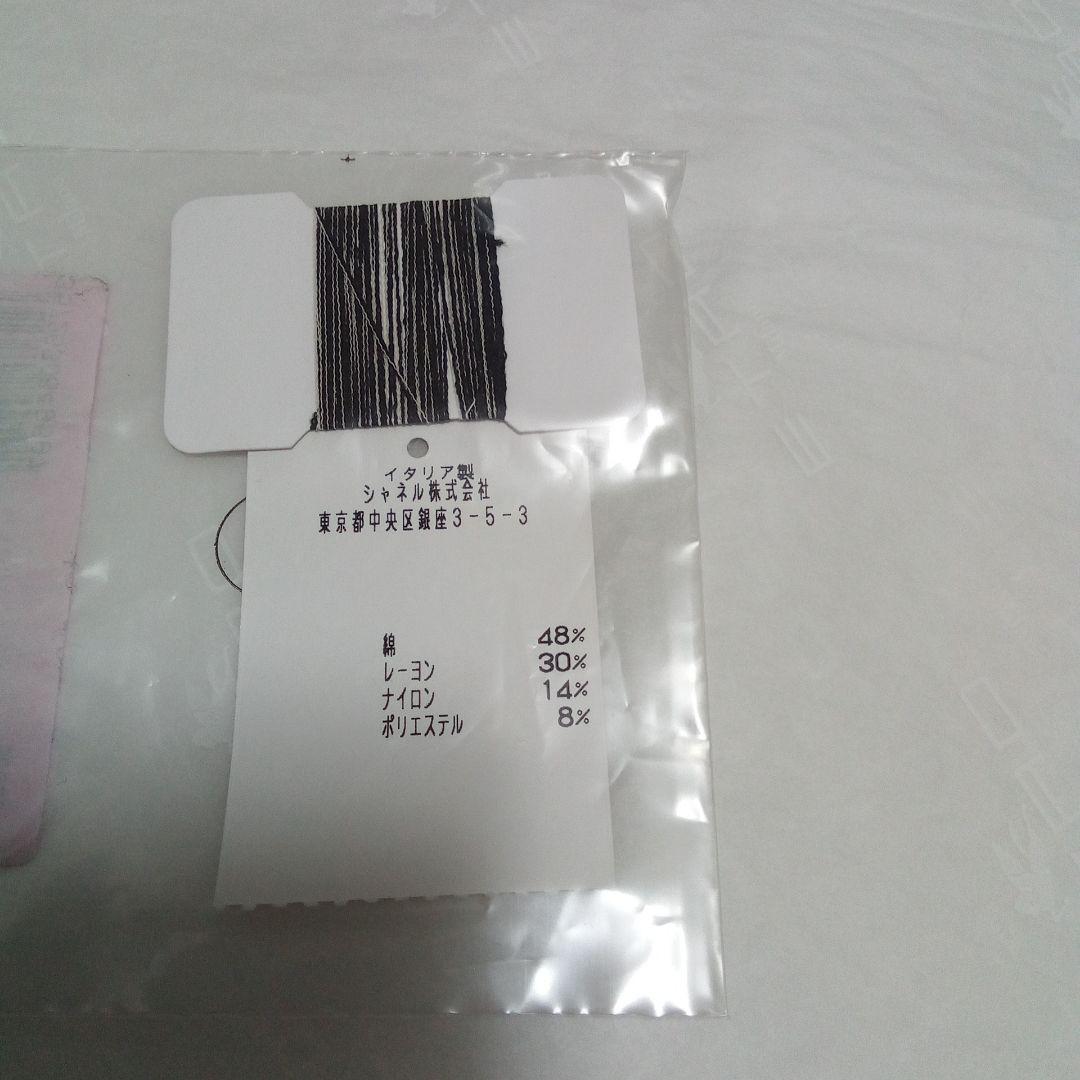 イタリア製
シャネル株式会社
東京都中央区銀座3-5-3
綿 48%
レーヨン 30%
ナイロン 14%
ポリエステル 8%